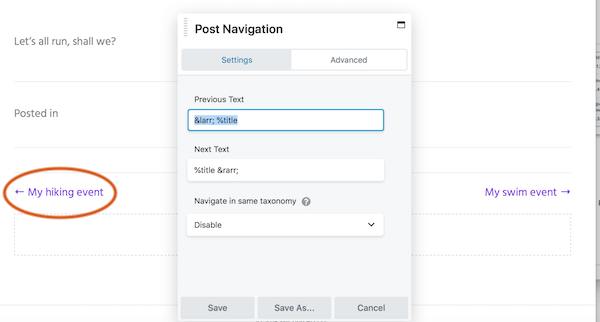 Let's all run, shall we?
Posted in
← My hiking event
My swim event →
Post Navigation
Settings
Advanced
Previous Text
&larr; %title
Next Text
%title &rarr;
Navigate in same taxonomy ?
Disable
Save
Save As...
Cancel